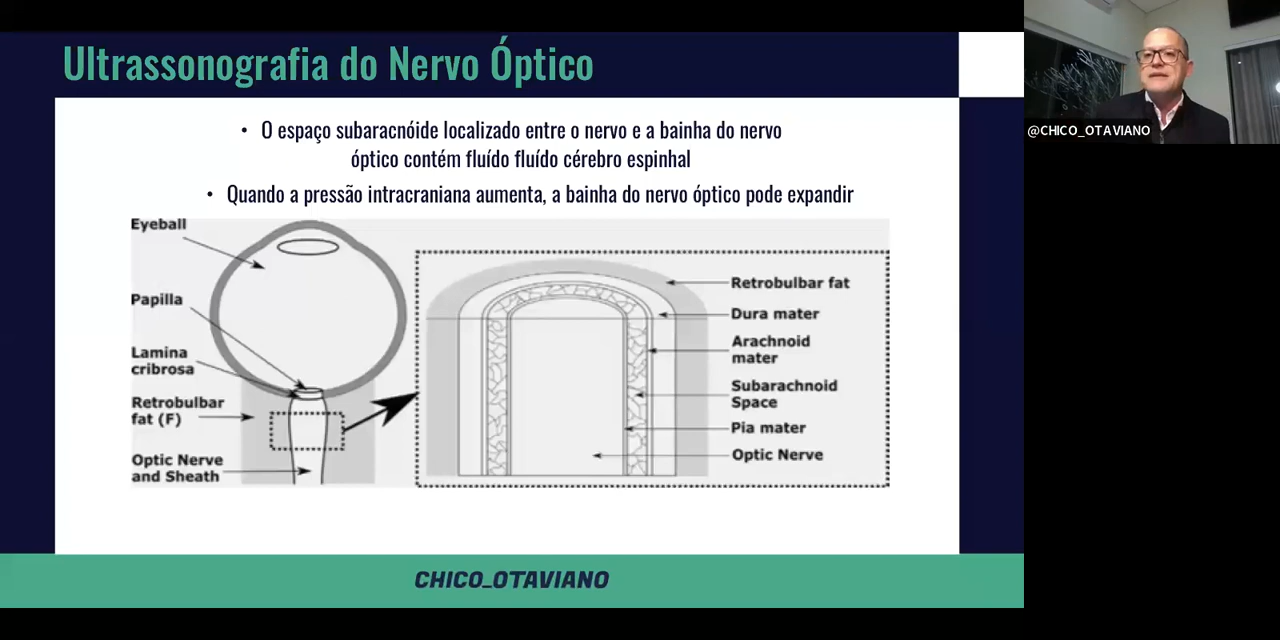 Ultrassonografia do Nervo Óptico
@CHICO_OTAVIANO
• O espaço subaracnóide localizado entre o nervo e a bainha do nervo
óptico contém fluído fluído cérebro espinhal
• Quando a pressão intracraniana aumenta, a bainha do nervo óptico pode expandir
Eyeball
Papilla
Lamina
cribrosa
Retrobulbar
fat (F)
Optic Nerve
and Sheath
Retrobulbar fat
Dura mater
Arachnoid
mater
Subarachnoid
Space
Pia mater
Optic Nerve
CHICO_OTAVIANO